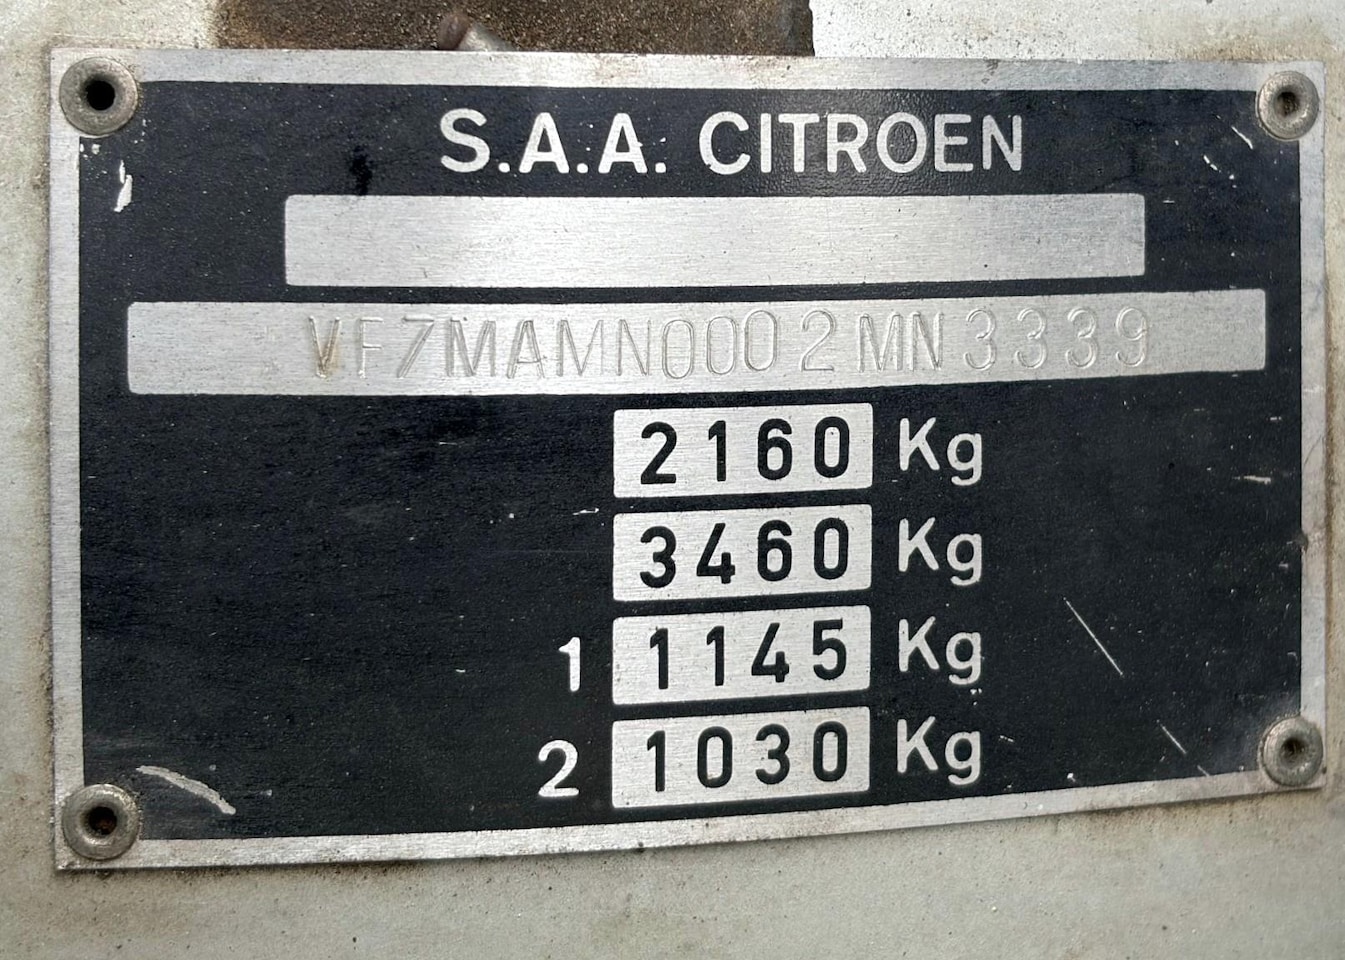 S.A.A. CITROEN
VF7MAMN0002MN3339
2160 Kg
3460 Kg
1 1145 Kg
2 1030 Kg